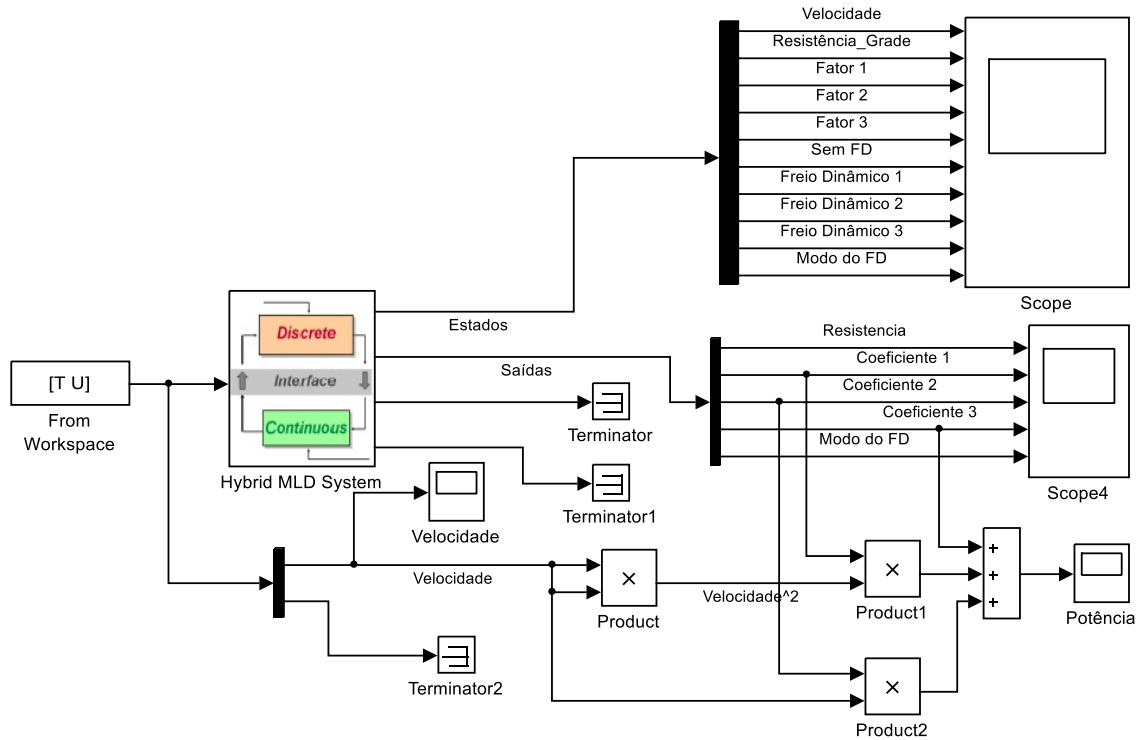 Velocidade
Resistência_Grade
Fator 1
Fator 2
Fator 3
Sem FD
Freio Dinâmico 1
Freio Dinâmico 2
Freio Dinâmico 3
Modo do FD
Scope
Discrete
Interface
Continuous
Hybrid MLD System
[T U]
From
Workspace
Estados
Saídas
Terminator
Terminator1
Resistencia
Coeficiente 1
Coeficiente 2
Coeficiente 3
Modo do FD
Scope4
Velocidade
Velocidade
×
Product
Velocidade^2
×
Product1
+
+
+
Potência
Terminator2
×
Product2